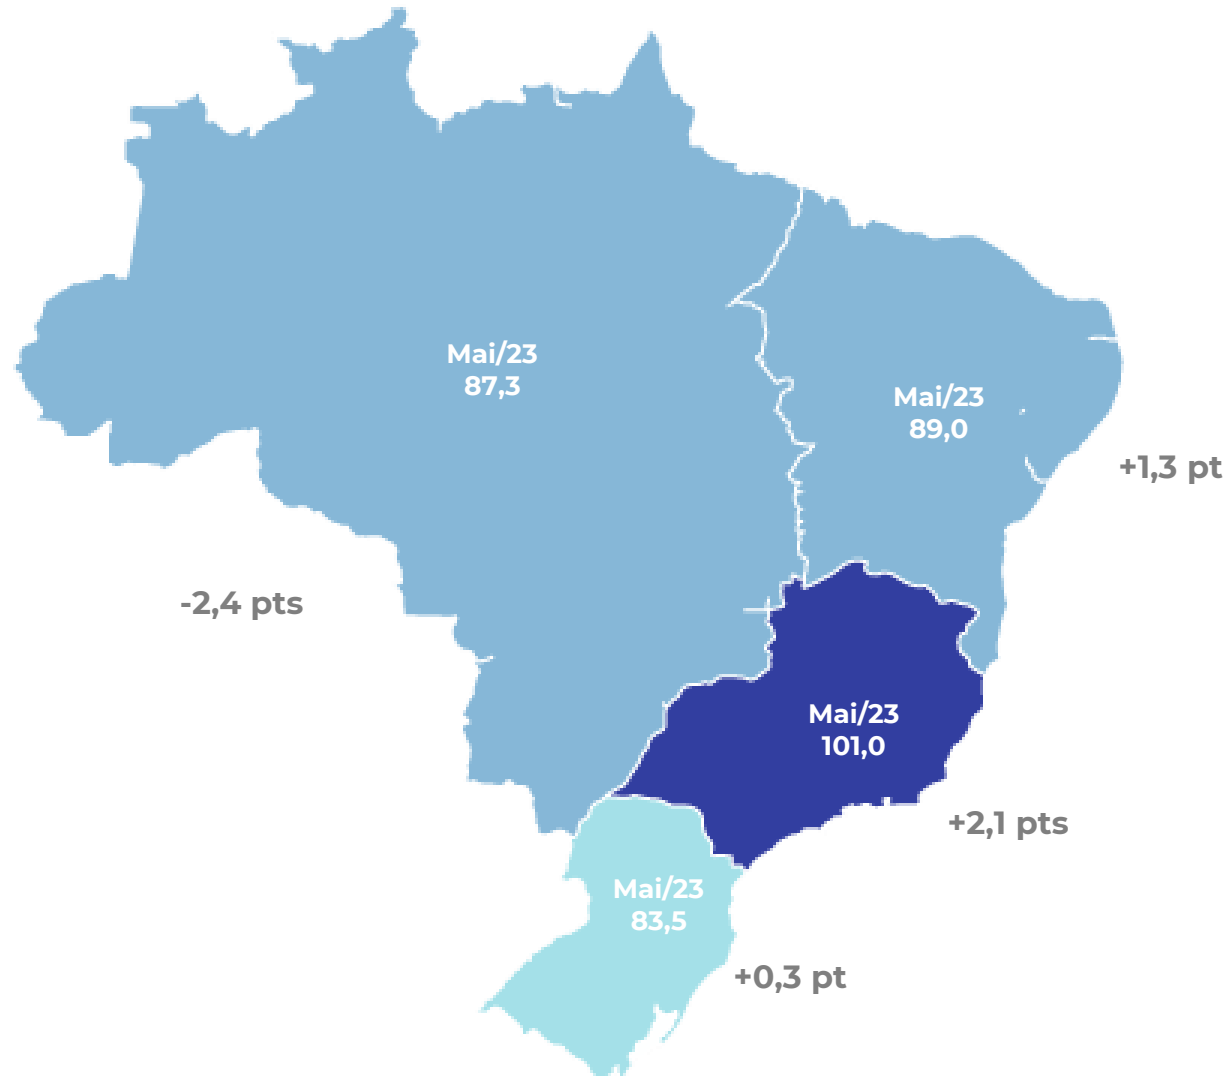 Mai/23
87,3
Mai/23
89,0
+1,3 pt
-2,4 pts
Mai/23
101,0
+2,1 pts
Mai/23
83,5
+0,3 pt